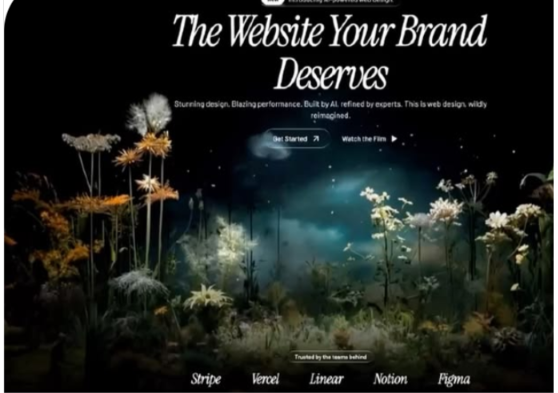 The Website Your Brand
Deserves
Stunning design. Blazing performance. Built by AI, refined by experts. This is web design, wildly
reimagined.
Get Started
Watch the Film
Trusted by the teams behind
Stripe Vercel Linear Notion Figma